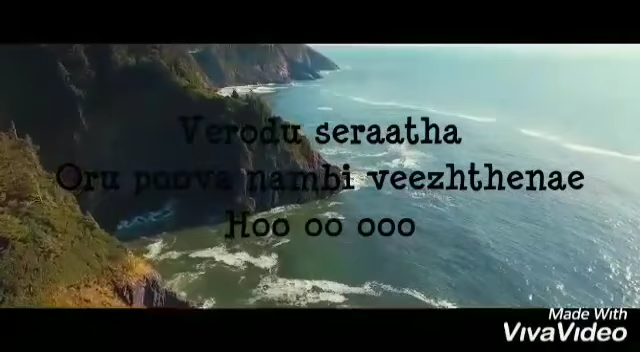 Verodu seraatha
Oru poova nambi veezhthenae
Hoo oo ooo
Made With
VivaVideo